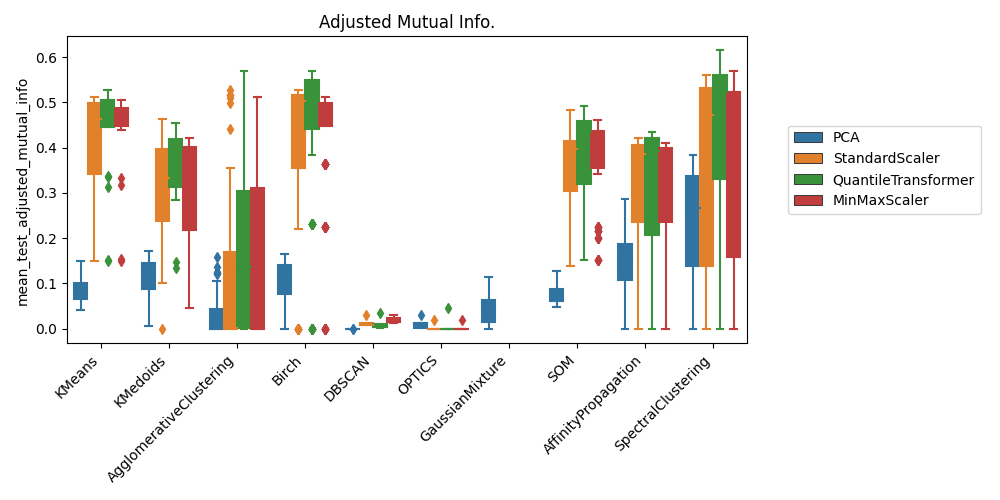 Adjusted Mutual Info.
mean_test_adjusted_mutual_info
0.6
0.5
0.4
0.3
0.2
0.1
0.0
KMeans
KMedoids
AgglomerativeClustering
Birch
DBSCAN
OPTICS
GaussianMixture
SOM
AffinityPropagation
SpectralClustering
PCA
StandardScaler
QuantileTransformer
MinMaxScaler